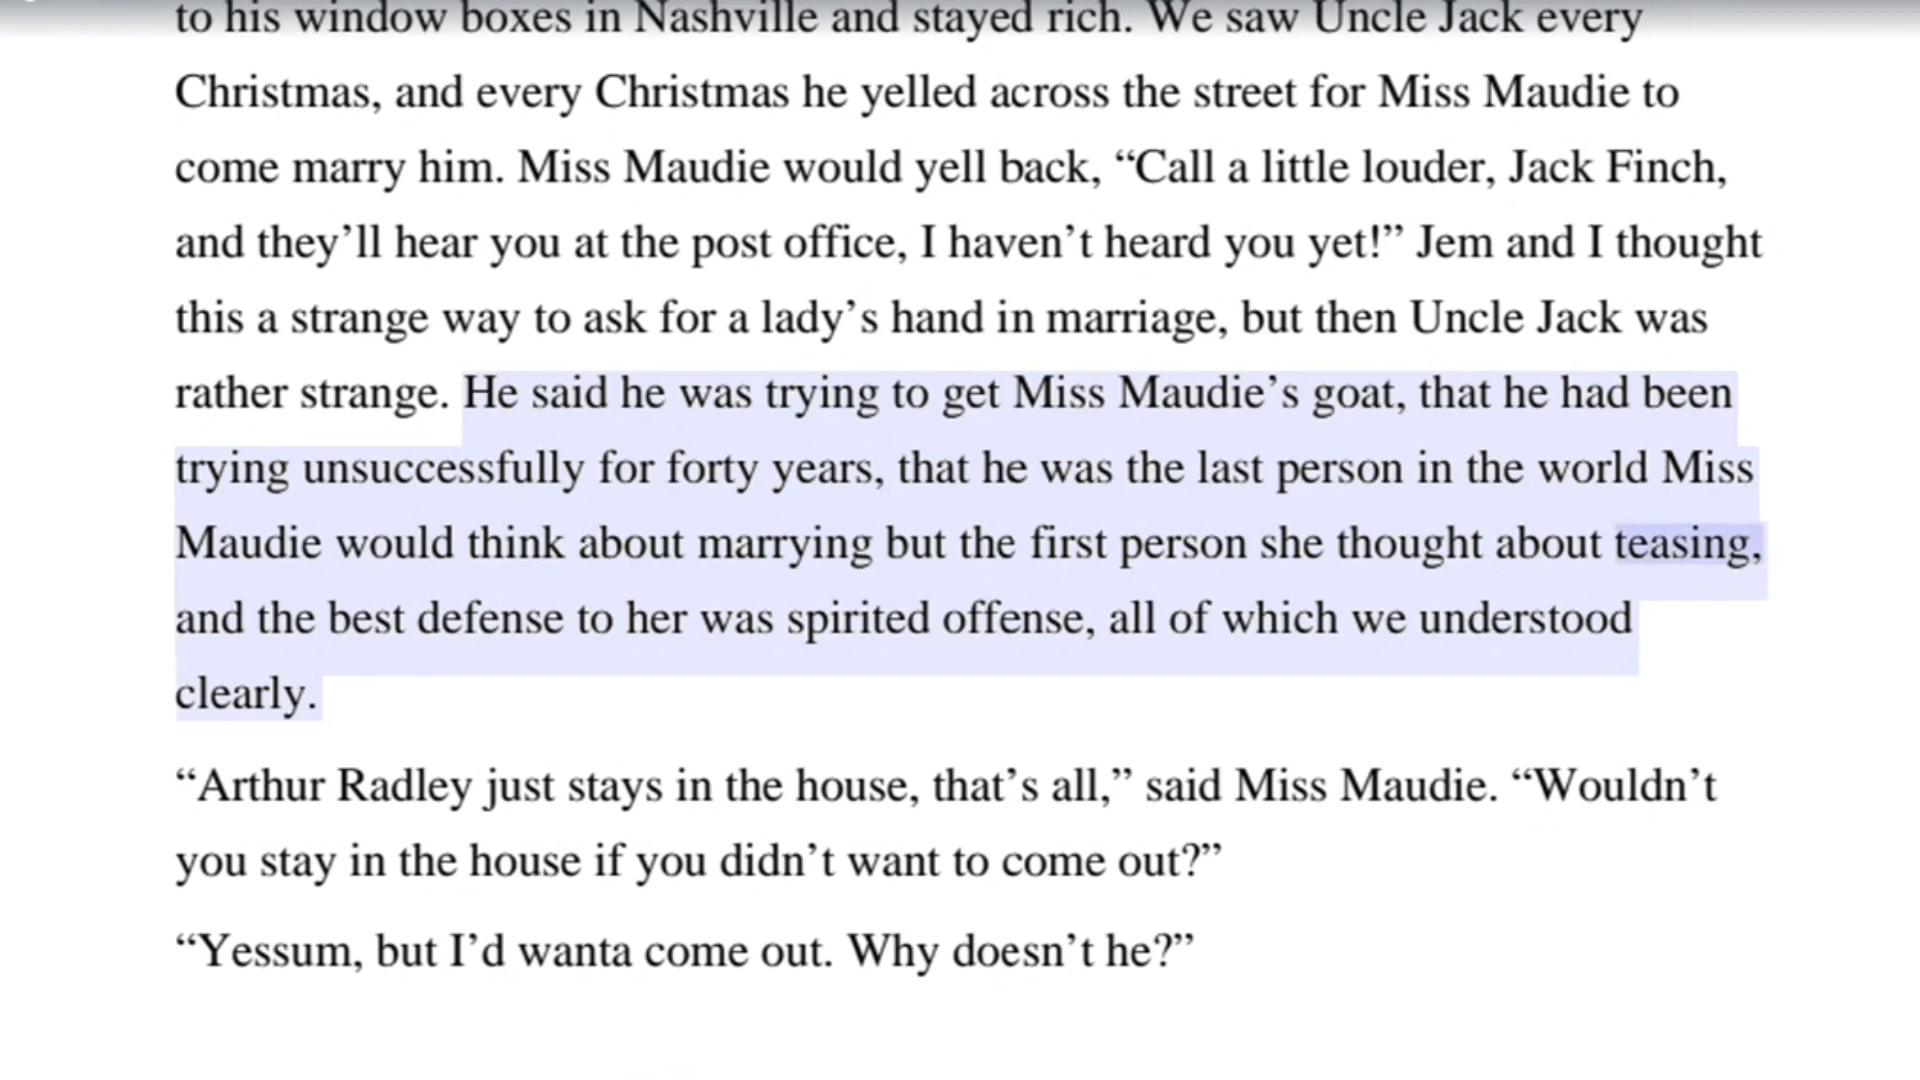 to his window boxes in Nashville and stayed rich. We saw Uncle Jack every
Christmas, and every Christmas he yelled across the street for Miss Maudie to
come marry him. Miss Maudie would yell back, “Call a little louder, Jack Finch,
and they’ll hear you at the post office, I haven’t heard you yet!” Jem and I thought
this a strange way to ask for a lady’s hand in marriage, but then Uncle Jack was
rather strange. He said he was trying to get Miss Maudie’s goat, that he had been
trying unsuccessfully for forty years, that he was the last person in the world Miss
Maudie would think about marrying but the first person she thought about teasing,
and the best defense to her was spirited offense, all of which we understood
clearly.
“Arthur Radley just stays in the house, that’s all,” said Miss Maudie. “Wouldn’t
you stay in the house if you didn’t want to come out?”
“Yessum, but I’d wanta come out. Why doesn’t he?”